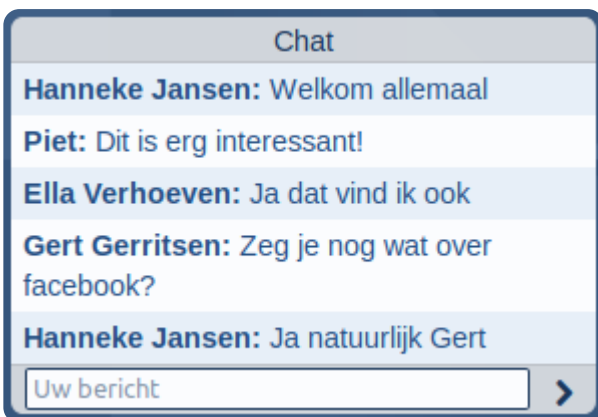 Chat
Hanneke Jansen: Welkom allemaal
Piet: Dit is erg interessant!
Ella Verhoeven: Ja dat vind ik ook
Gert Gerritsen: Zeg je nog wat over
facebook?
Hanneke Jansen: Ja natuurlijk Gert
Uw bericht